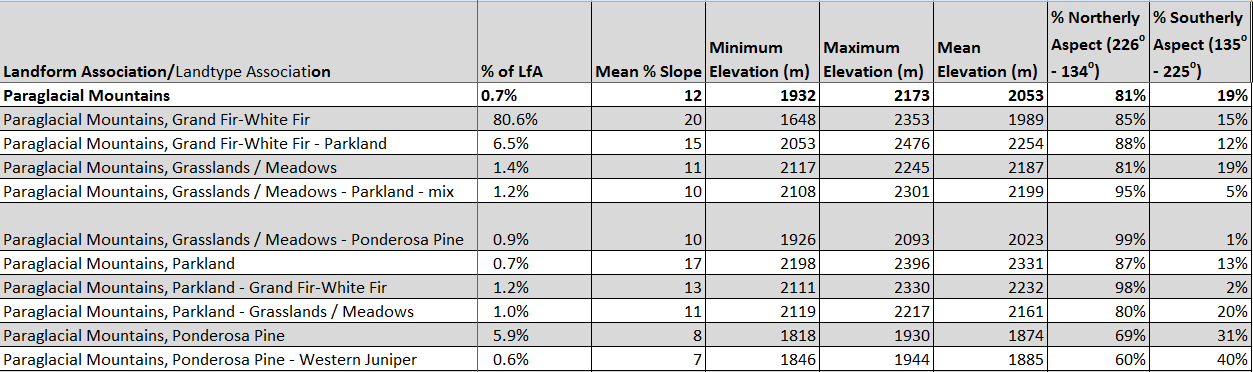 Landform Association/Landtype Association % of LfA Mean % Slope Minimum Elevation (m) Maximum Elevation (m) Mean Elevation (m) % Northerly Aspect (226° - 134°) % Southerly Aspect (135° - 225°)
Paraglacial Mountains 0.7% 12 1932 2173 2053 81% 19%
Paraglacial Mountains, Grand Fir-White Fir 80.6% 20 1648 2353 1989 85% 15%
Paraglacial Mountains, Grand Fir-White Fir - Parkland 6.5% 15 2053 2476 2254 88% 12%
Paraglacial Mountains, Grasslands / Meadows 1.4% 11 2117 2245 2187 81% 19%
Paraglacial Mountains, Grasslands / Meadows - Parkland - mix 1.2% 10 2108 2301 2199 95% 5%
Paraglacial Mountains, Grasslands / Meadows - Ponderosa Pine 0.9% 10 1926 2093 2023 99% 1%
Paraglacial Mountains, Parkland 0.7% 17 2198 2396 2331 87% 13%
Paraglacial Mountains, Parkland - Grand Fir-White Fir 1.2% 13 2111 2330 2232 98% 2%
Paraglacial Mountains, Parkland - Grasslands / Meadows 1.0% 11 2119 2217 2161 80% 20%
Paraglacial Mountains, Ponderosa Pine 5.9% 8 1818 1930 1874 69% 31%
Paraglacial Mountains, Ponderosa Pine - Western Juniper 0.6% 7 1846 1944 1885 60% 40%